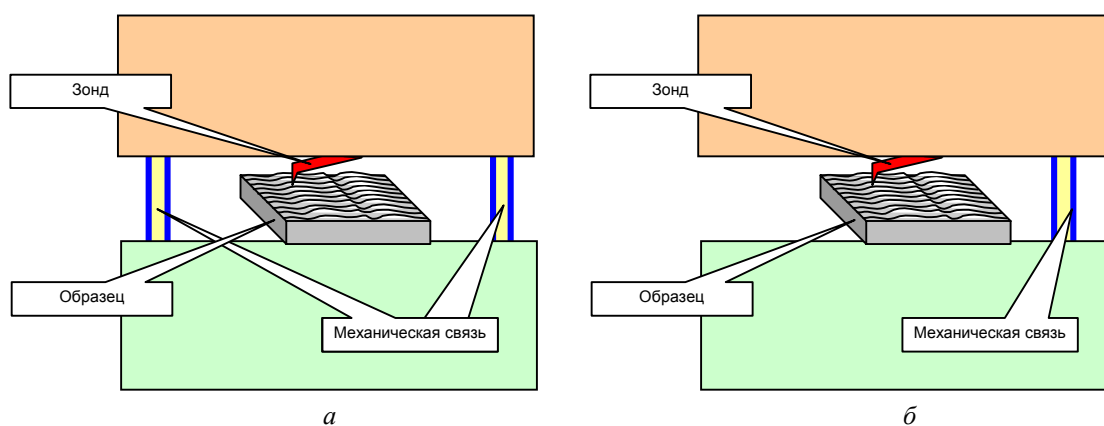 Зонд
Образец
Механическая связь
а
Зонд
Образец
Механическая связь
б